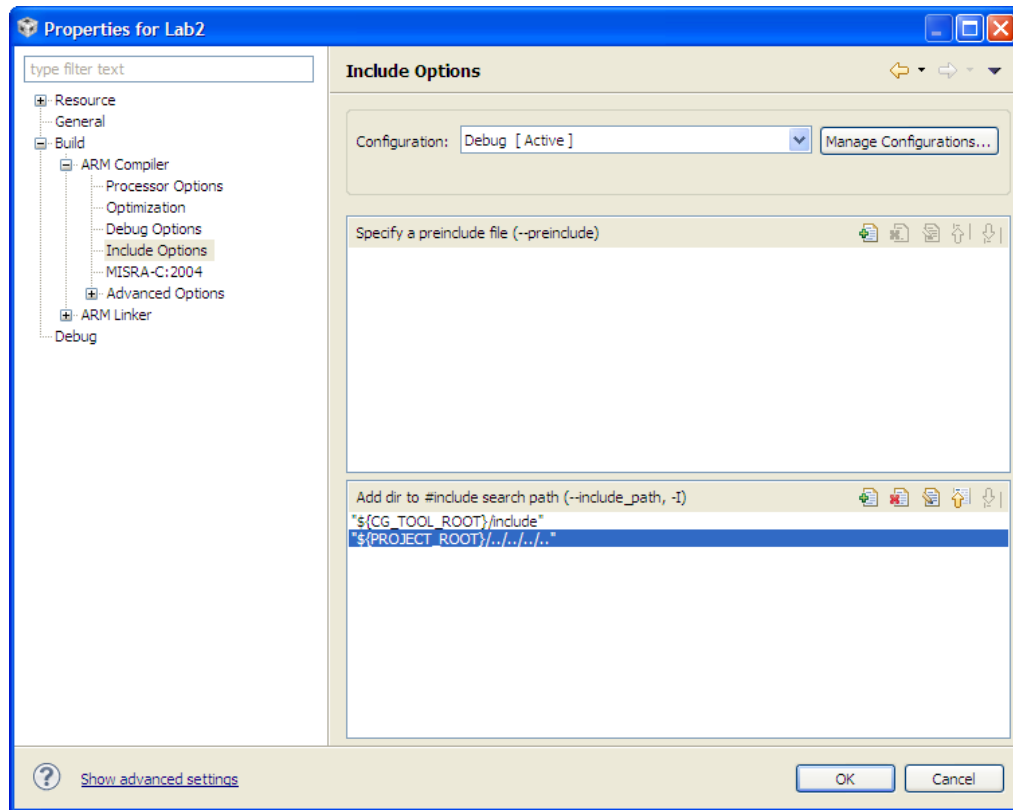 Properties for Lab2
type filter text
Resource
General
Build
ARM Compiler
Processor Options
Optimization
Debug Options
Include Options
MISRA-C:2004
Advanced Options
ARM Linker
Debug
Include Options
Configuration: Debug [ Active ] Manage Configurations...
Specify a preinclude file (--preinclude)
Add dir to #include search path (--include_path, -I)
"${CG_TOOL_ROOT}/include"
"${PROJECT_ROOT}/../../../.."
? Show advanced settings
OK Cancel